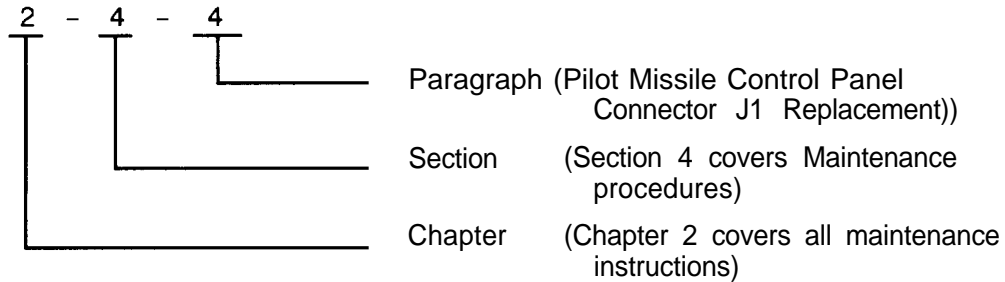 2 - 4 - 4
Paragraph (Pilot Missile Control Panel
Connector J1 Replacement))
Section (Section 4 covers Maintenance
procedures)
Chapter (Chapter 2 covers all maintenance
instructions)